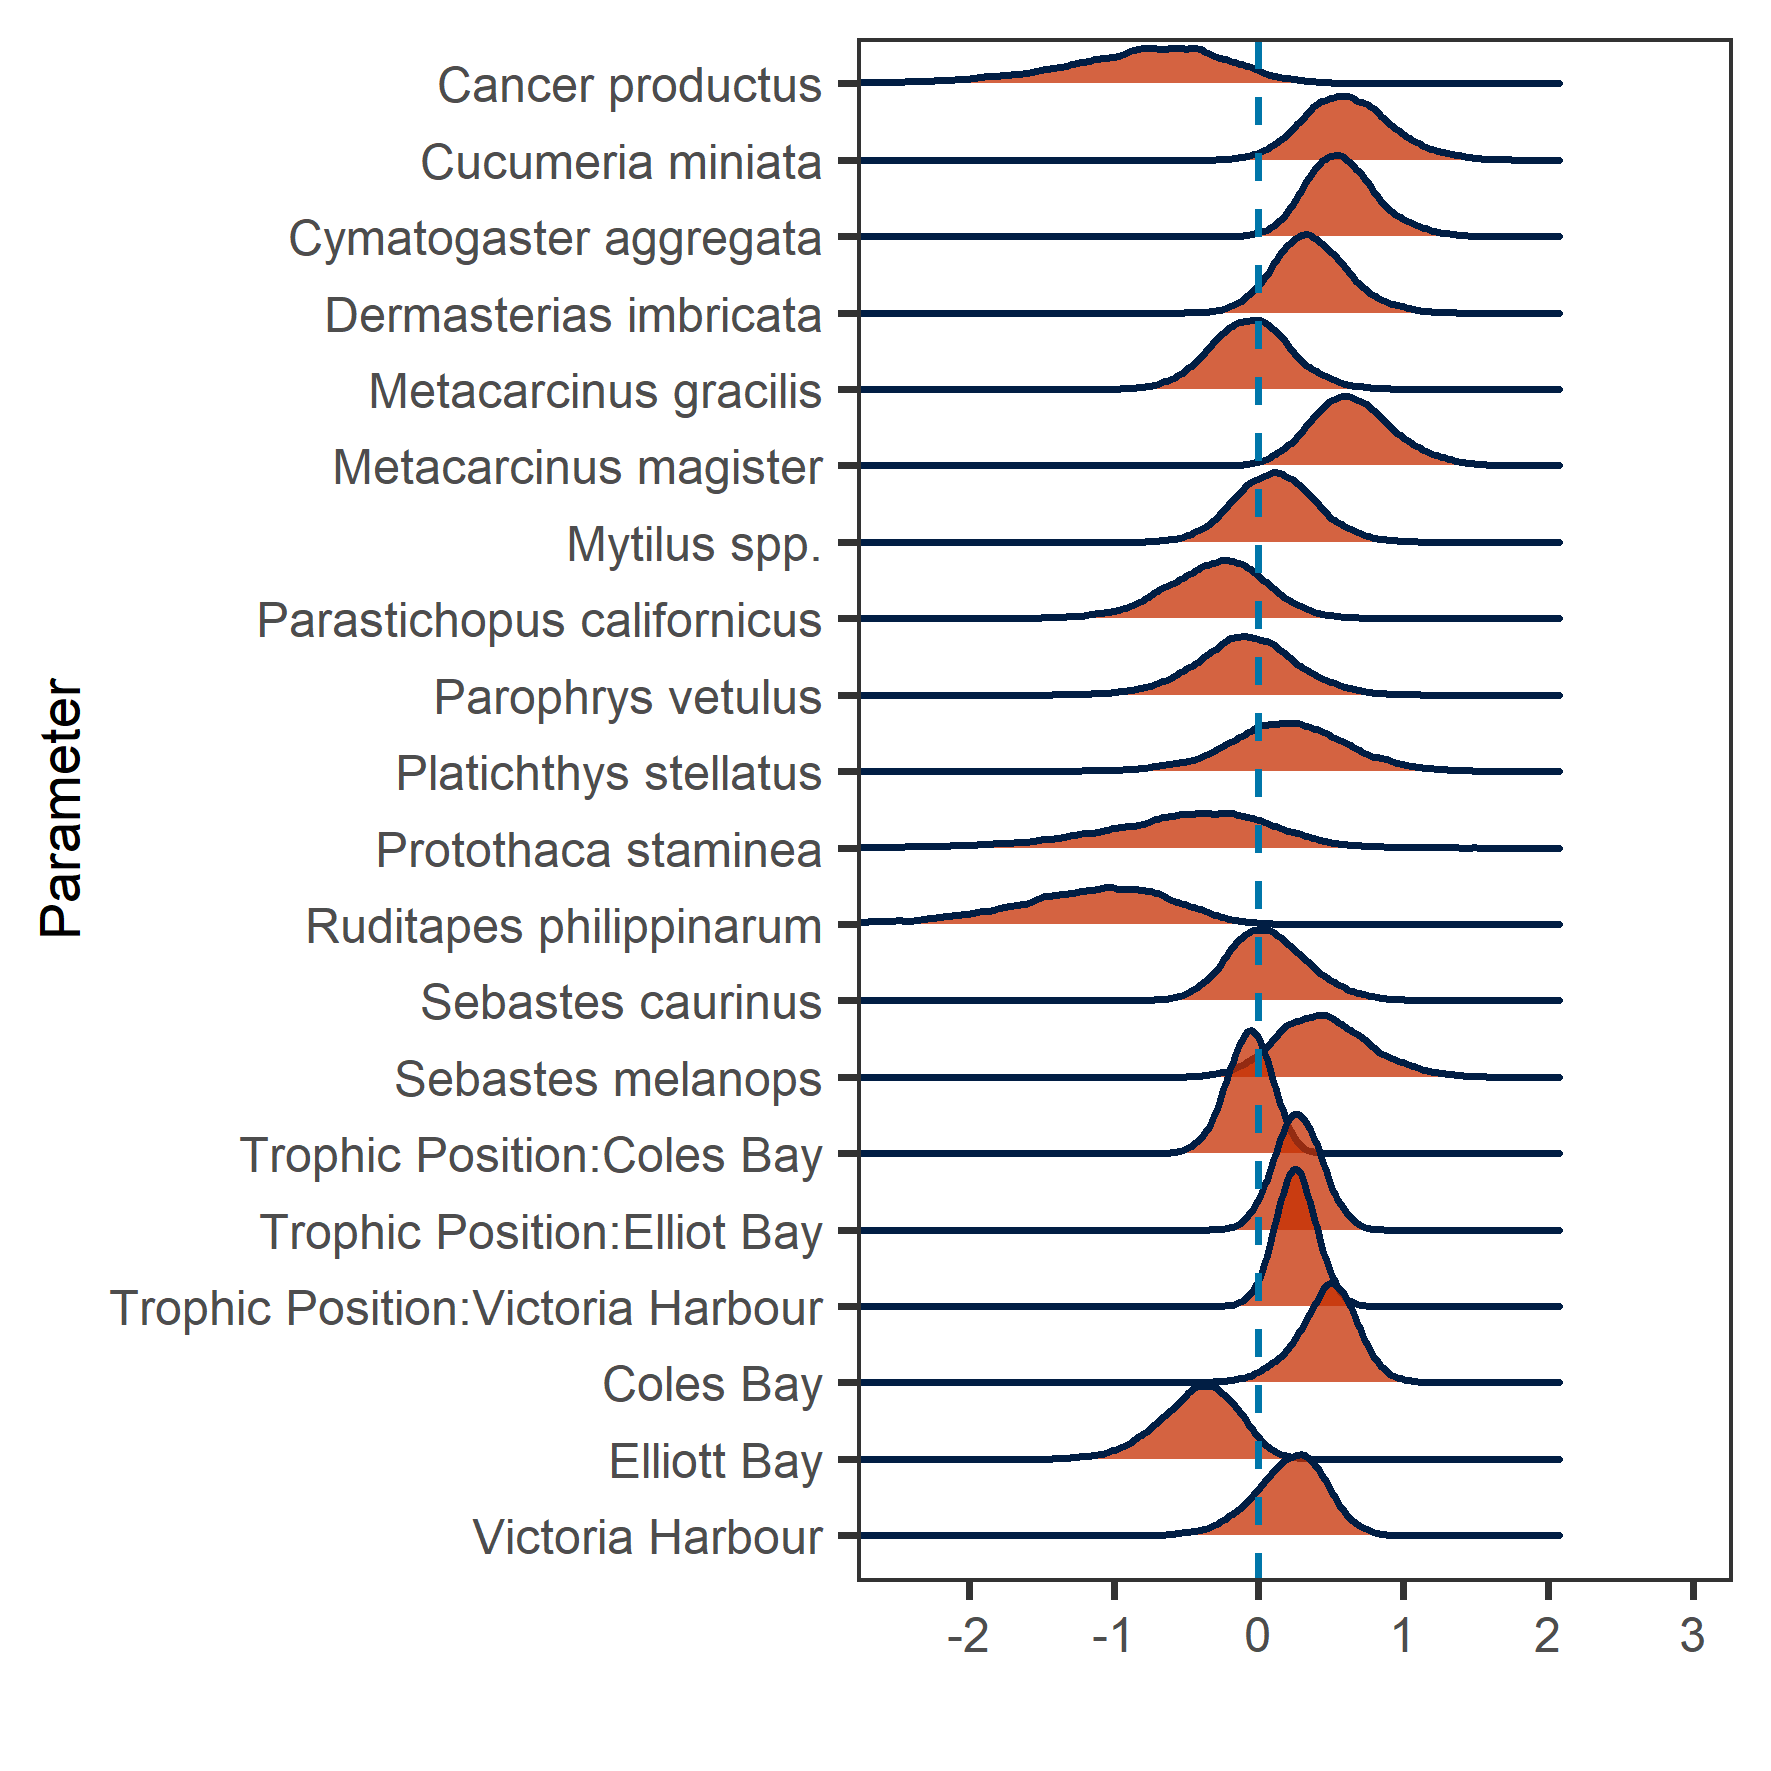 Cancer productus
Cucumeria miniata
Cymatogaster aggregata
Dermasterias imbricata
Metacarcinus gracilis
Metacarcinus magister
Mytilus spp.
Parastichopus californicus
Parophrys vetulus
Platichthys stellatus
Protothaca staminea
Ruditapes philippinarum
Sebastes caurinus
Sebastes melanops
Trophic Position:Coles Bay
Trophic Position:Elliot Bay
Trophic Position:Victoria Harbour
Coles Bay
Elliott Bay
Victoria Harbour
Parameter
-2 -1 0 1 2 3